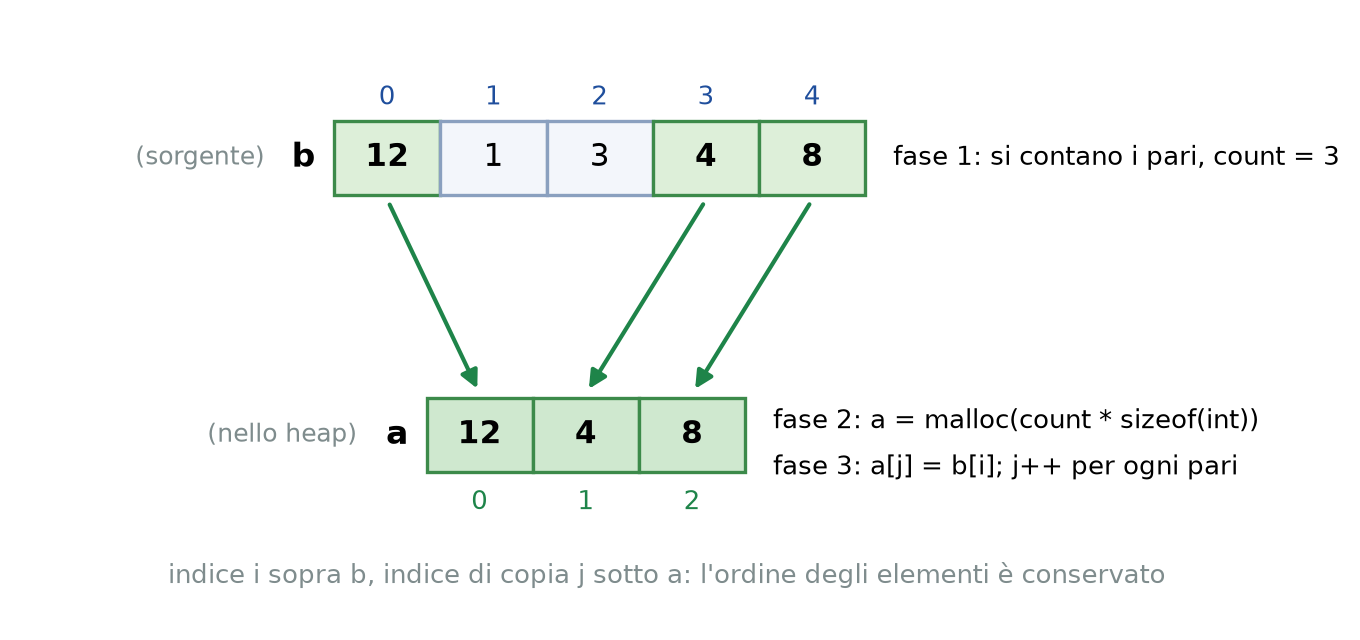 0 1 2 3 4
(sorgente) b 12 1 3 4 8 fase 1: si contano i pari, count = 3
(nello heap) a 12 4 8 fase 2: a = malloc(count * sizeof(int))
fase 3: a[j] = b[i]; j++ per ogni pari
0 1 2
indice i sopra b, indice di copia j sotto a: l'ordine degli elementi è conservato